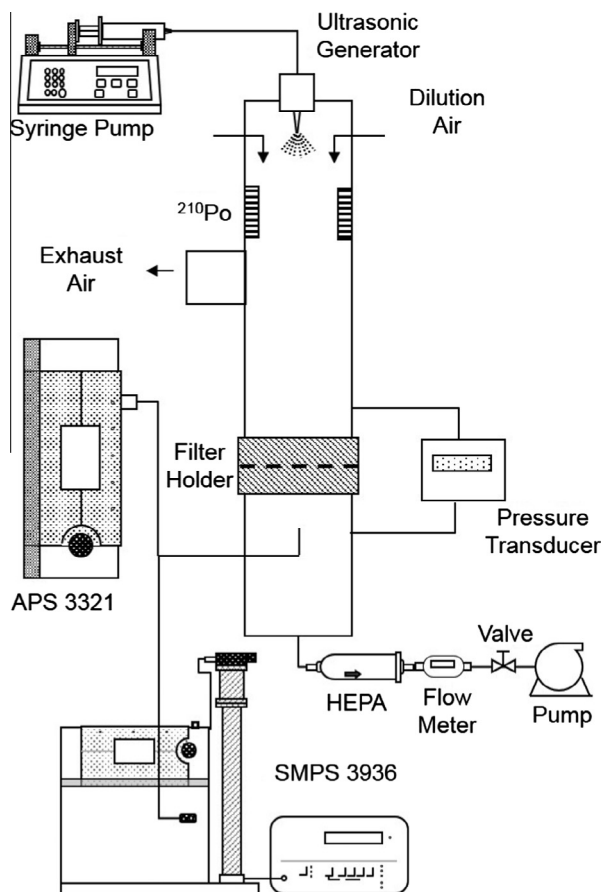 Ultrasonic
Generator
Syringe Pump
Dilution
Air
²¹⁰Po
Exhaust
Air
Filter
Holder
Pressure
Transducer
APS 3321
Valve
HEPA
Flow
Meter
Pump
SMPS 3936